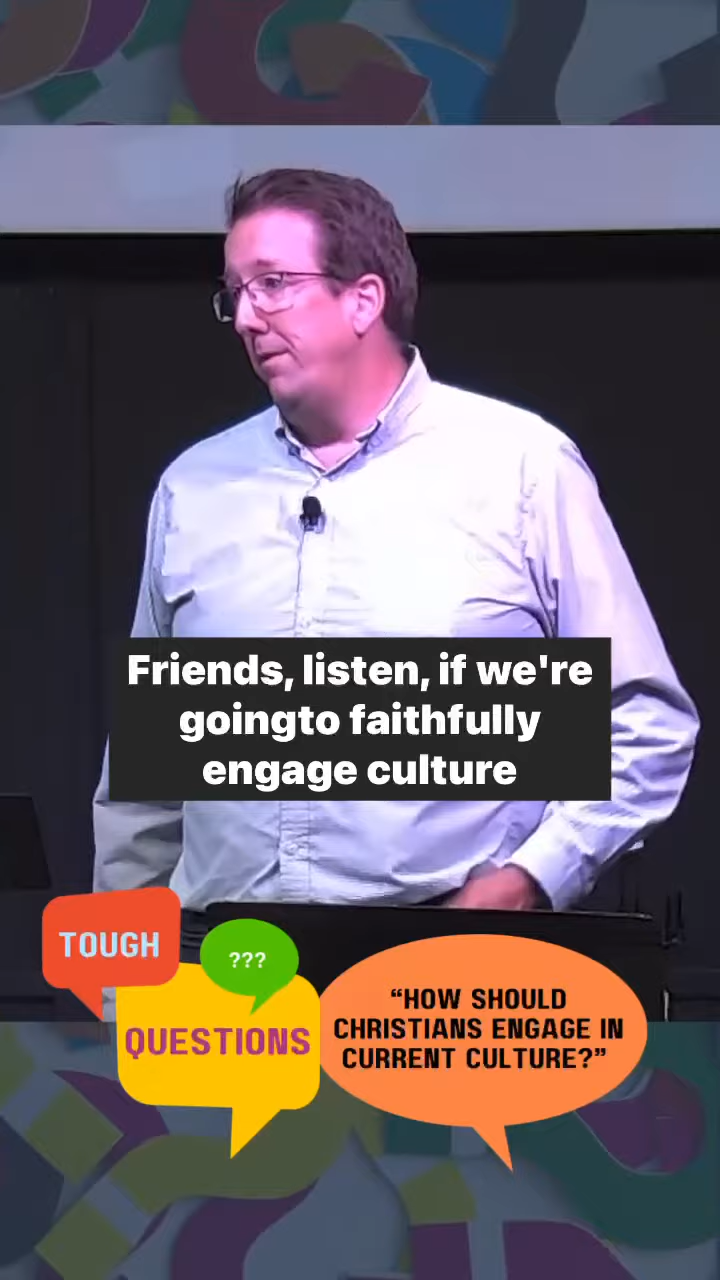 Friends, listen, if we're
goingto faithfully
engage culture
TOUGH
???
QUESTIONS
“HOW SHOULD
CHRISTIANS ENGAGE IN
CURRENT CULTURE?”